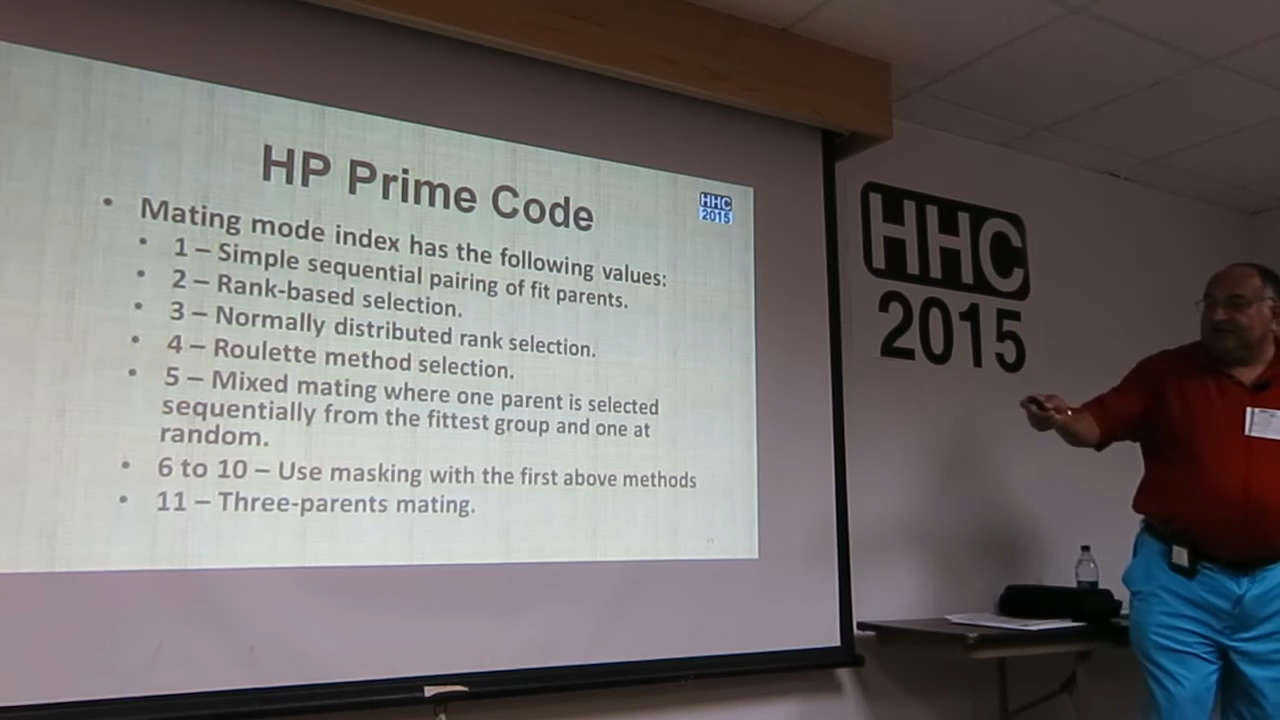 HP Prime Code
HHC
2015
• Mating mode index has the following values:
• 1 – Simple sequential pairing of fit parents.
• 2 – Rank-based selection.
• 3 – Normally distributed rank selection.
• 4 – Roulette method selection.
• 5 – Mixed mating where one parent is selected
sequentially from the fittest group and one at
random.
• 6 to 10 – Use masking with the first above methods
• 11 – Three-parents mating.
HHC
2015